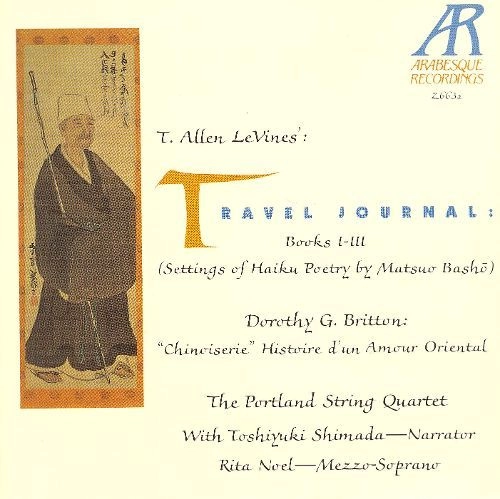 AR
ARABESQUE
RECORDINGS
Z6632
T. Allen LeVines':
TRAVEL JOURNAL:
Books I-III
(Settings of Haiku Poetry by Matsuo Bashō)
Dorothy G. Britton:
"Chinoiserie" Histoire d'un Amour Oriental
The Portland String Quartet
With Toshiyuki Shimada—Narrator
Rita Noel—Mezzo-Soprano